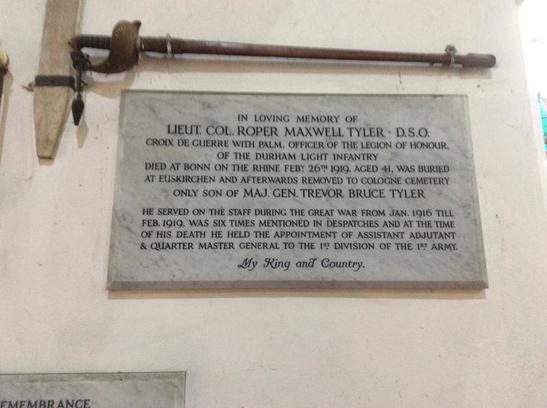 IN LOVING MEMORY OF
LIEUT. COL. ROPER MAXWELL TYLER · D.S.O.
CROIX DE GUERRE WITH PALM, OFFICER OF THE LEGION OF HONOUR,
OF THE DURHAM LIGHT INFANTRY
DIED AT BONN ON THE RHINE FEBY. 26TH 1919, AGED 41, WAS BURIED
AT EUSKIRCHEN AND AFTERWARDS REMOVED TO COLOGNE CEMETERY
ONLY SON OF MAJ. GEN. TREVOR BRUCE TYLER
HE SERVED ON THE STAFF DURING THE GREAT WAR FROM JAN. 1916 TILL
FEB. 1919, WAS SIX TIMES MENTIONED IN DESPATCHES AND AT THE TIME
OF HIS DEATH HE HELD THE APPOINTMENT OF ASSISTANT ADJUTANT
& QUARTER MASTER GENERAL TO THE 1ST DIVISION OF THE 1ST ARMY.
My King and Country.
EMEMBRANCE